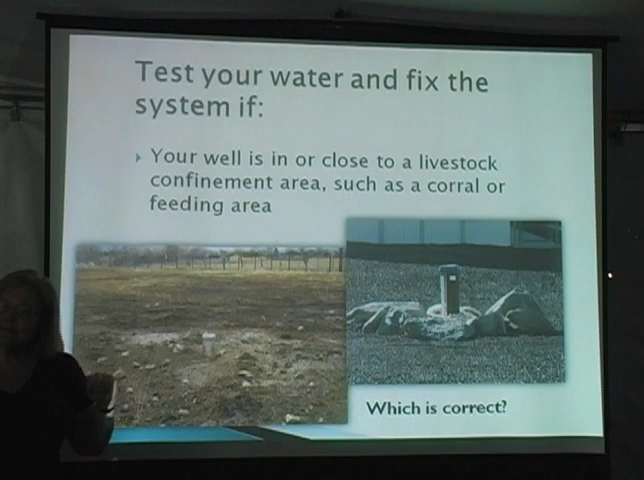 Test your water and fix the
system if:
Your well is in or close to a livestock
confinement area, such as a corral or
feeding area
Which is correct?